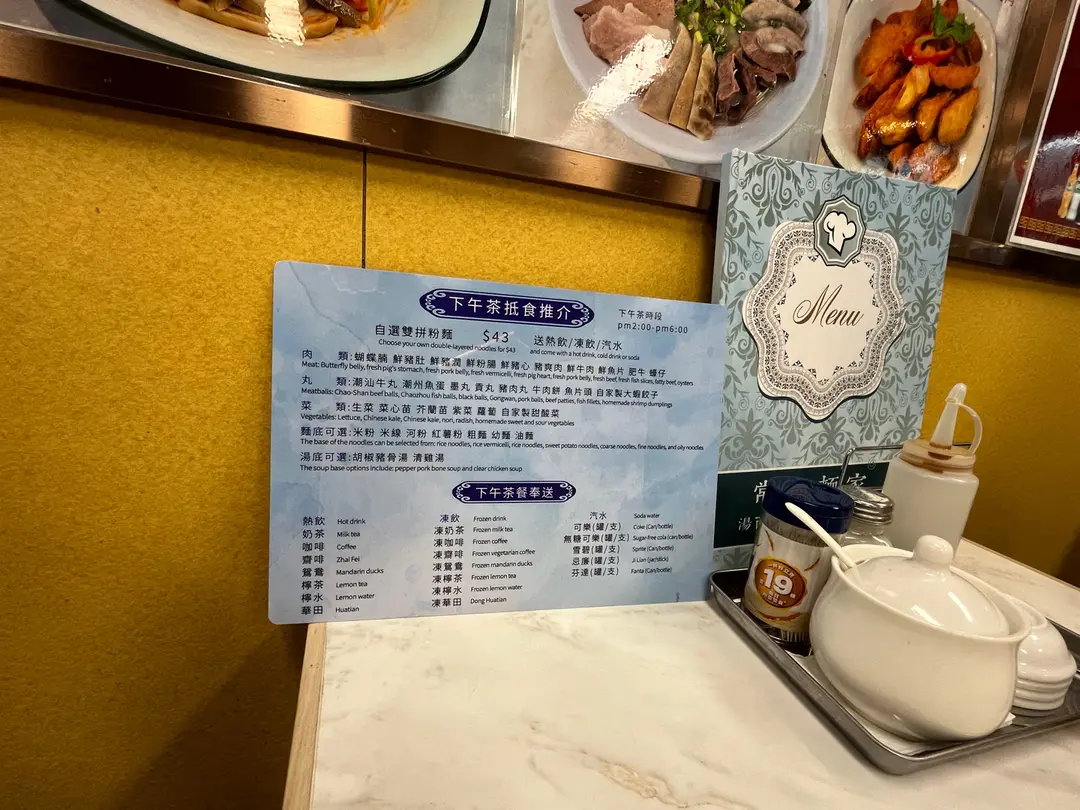 下午茶抵食推介
下午茶時段
pm2:00-pm6:00
自選雙拼粉麵 $43 送熱飲/凍飲/汽水
Choose your own double-layered noodles for $43 and come with a hot drink, cold drink or soda
肉 類:蝴蝶腩 鮮豬肚 鮮豬潤 鮮粉腸 鮮豬心 豬爽肉 鮮牛肉 鮮魚片 肥牛 蠔仔
Meat: Butterfly belly, fresh pig's stomach, fresh pork belly, fresh vermicelli, fresh pig heart, fresh pork belly, fresh beef, fresh fish slices, fatty beef, oysters
丸 類:潮汕牛丸 潮州魚蛋 墨丸 貢丸 豬肉丸 牛肉餅 魚片頭 自家製大蝦餃子
Meatballs: Chao-Shan beef balls, Chaozhou fish balls, black balls, Gongwan, pork balls, beef patties, fish fillets, homemade shrimp dumplings
菜 類:生菜 菜心苗 芥蘭苗 紫菜 蘿蔔 自家製甜酸菜
Vegetables: Lettuce, Chinese kale, Chinese kale, nori, radish, homemade sweet and sour vegetables
麵底可選:米粉 米線 河粉 紅薯粉 粗麵 幼麵 油麵
The base of the noodles can be selected from: rice noodles, rice vermicelli, rice noodles, sweet potato noodles, coarse noodles, fine noodles, and oily noodles
湯底可選:胡椒豬骨湯 清雞湯
The soup base options include: pepper pork bone soup and clear chicken soup
下午茶餐奉送
熱飲 Hot drink
奶茶 Milk tea
咖啡 Coffee
齋啡 Zhai Fei
鴛鴦 Mandarin ducks
檸茶 Lemon tea
檸水 Lemon water
華田 Huatian
凍飲 Frozen drink
凍奶茶 Frozen milk tea
凍咖啡 Frozen coffee
凍齋啡 Frozen vegetarian coffee
凍鴛鴦 Frozen mandarin ducks
凍檸茶 Frozen lemon tea
凍檸水 Frozen lemon water
凍華田 Dong Huatian
汽水 Soda water
可樂(罐/支) Coke (Can/bottle)
無糖可樂(罐/支) Sugar-free cola (can/bottle)
雪碧(罐/支) Sprite (Can/bottle)
忌廉(罐/支) Ji Lian (jar/stick)
芬達(罐/支) Fanta (Can/bottle)
Menu
家
湯
19